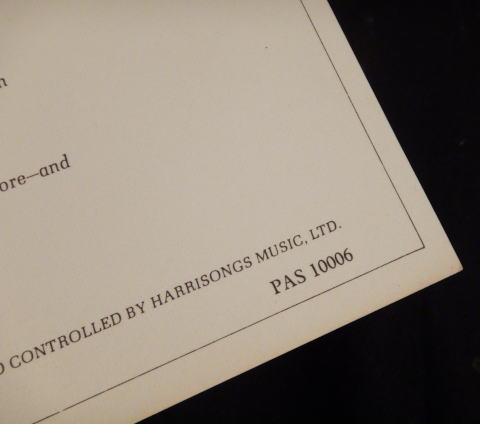 ore—and
CONTROLLED BY HARRISONGS MUSIC, LTD.
PAS 10006